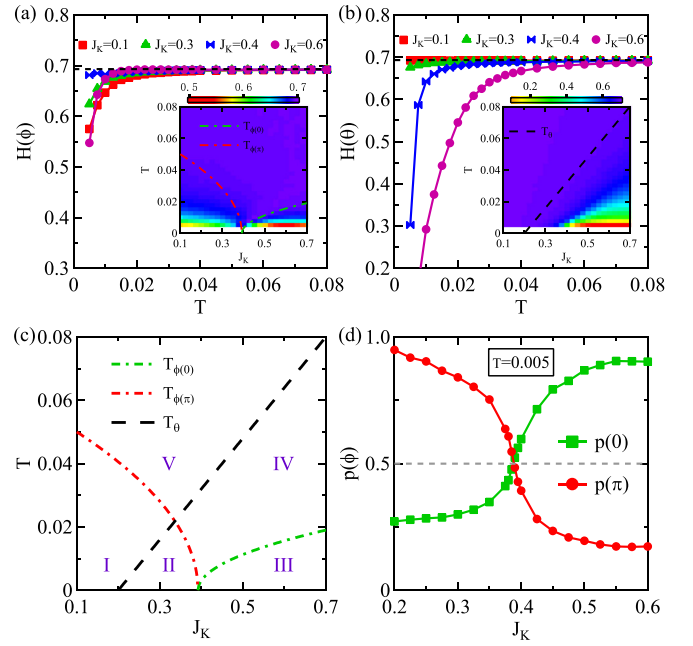 (a)
J_K=0.1 J_K=0.3 J_K=0.4 J_K=0.6
0.8
0.7
0.6
0.5
0.4
0.3
H(ϕ)
0.5 0.6 0.7
0.08
0.06
0.04
0.02
0
T
T_ϕ(0)
T_ϕ(π)
0.1 0.3 0.5 0.7
J_K
0 0.02 0.04 0.06 0.08
T
(b)
J_K=0.1 J_K=0.3 J_K=0.4 J_K=0.6
0.8
0.7
0.6
0.5
0.4
0.3
0.2
H(θ)
0.2 0.4 0.6
0.08
0.06
0.04
0.02
0
T
T_θ
0.1 0.3 0.5 0.7
J_K
0 0.02 0.04 0.06 0.08
T
(c)
0.08
0.06
0.04
0.02
0
T
T_ϕ(0)
T_ϕ(π)
T_θ
V
IV
I
II
III
0.1 0.3 0.5 0.7
J_K
(d)
1.0
0.5
0
p(ϕ)
T=0.005
p(0)
p(π)
0.2 0.3 0.4 0.5 0.6
J_K